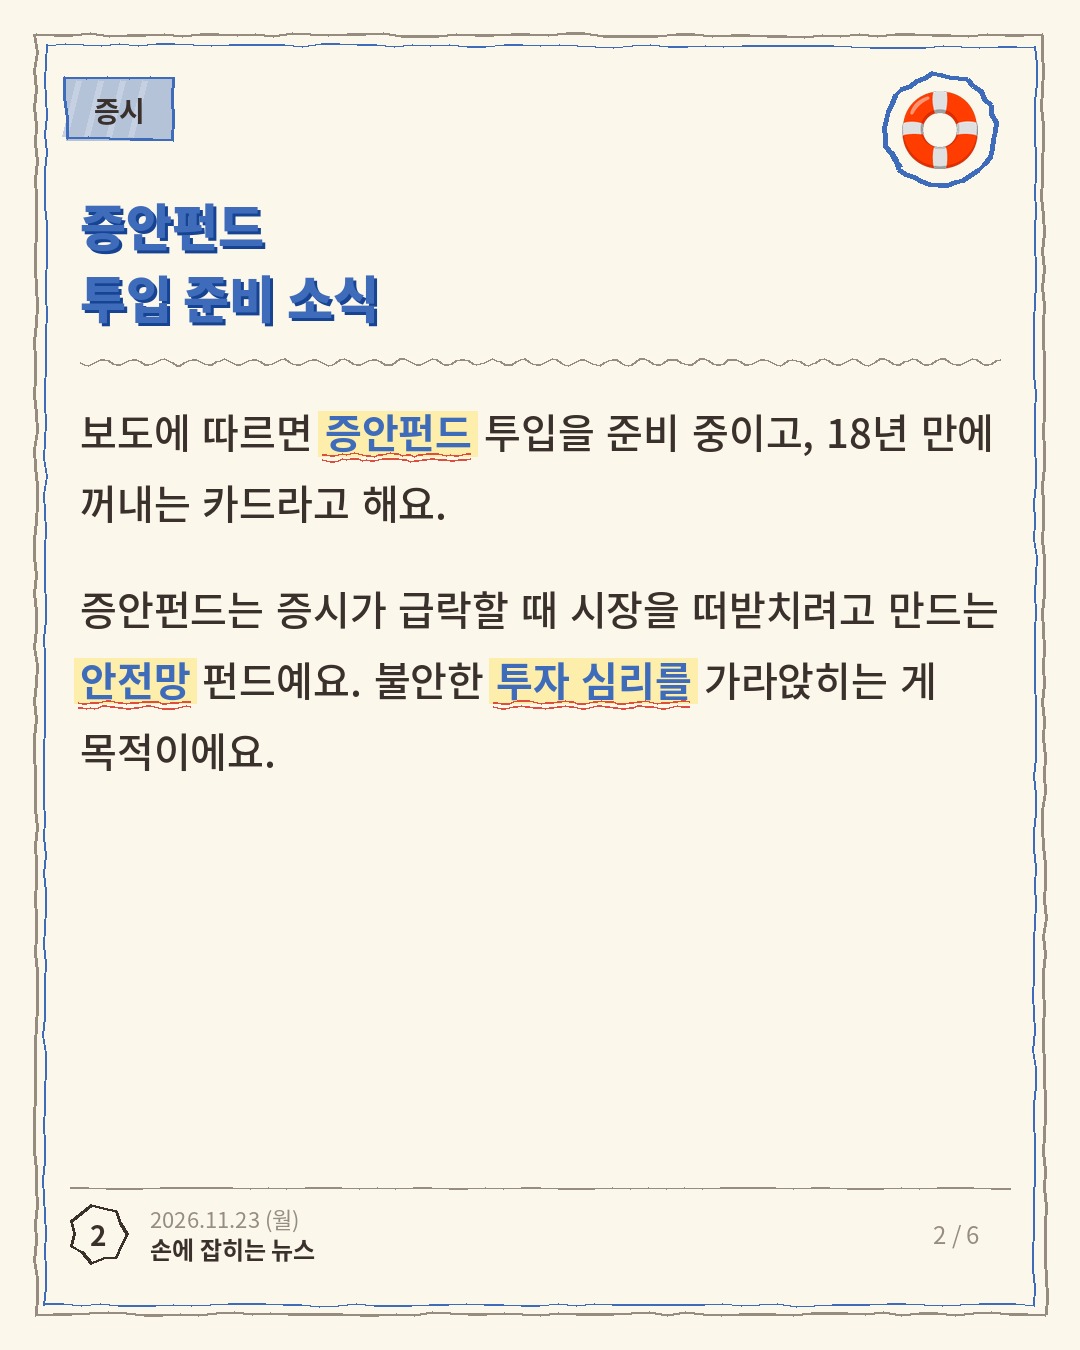 증시
증안펀드
투입 준비 소식
보도에 따르면 증안펀드 투입을 준비 중이고, 18년 만에
꺼내는 카드라고 해요.
증안펀드는 증시가 급락할 때 시장을 떠받치려고 만드는
안전망 펀드예요. 불안한 투자 심리를 가라앉히는 게
목적이에요.
2
2026.11.23 (월)
손에 잡히는 뉴스
2 / 6